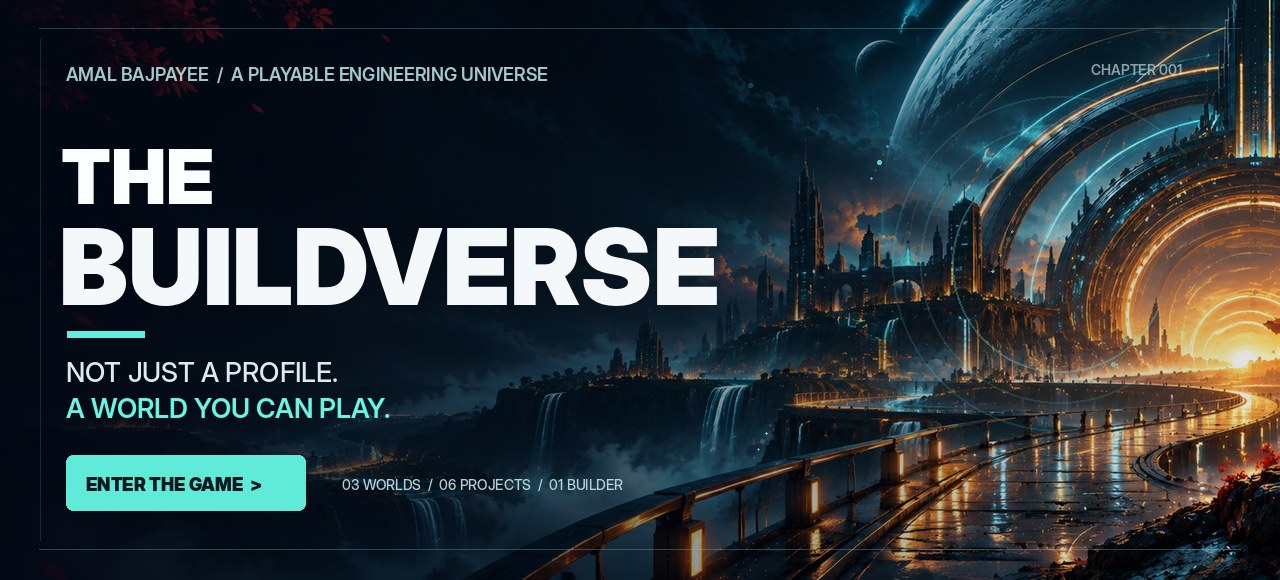 AMAL BAJPAYEE / A PLAYABLE ENGINEERING UNIVERSE
CHAPTER 001
THE
BUILDVERSE
NOT JUST A PROFILE.
A WORLD YOU CAN PLAY.
ENTER THE GAME >
03 WORLDS / 06 PROJECTS / 01 BUILDER